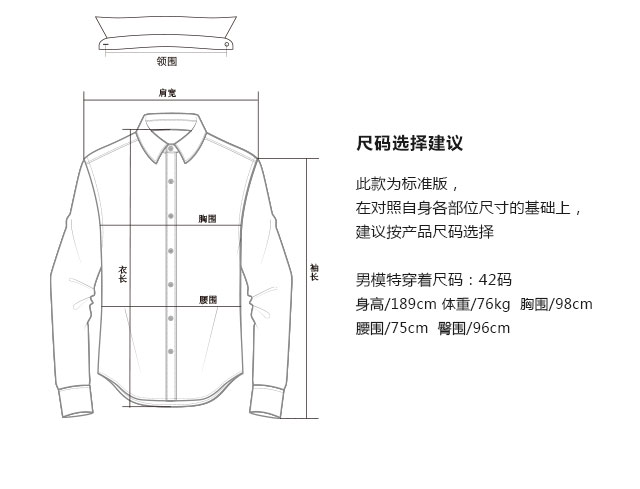 领围
肩宽
尺码选择建议
此款为标准版，
在对照自身各部位尺寸的基础上，
建议按产品尺码选择
胸围
衣长
袖长
腰围
男模特穿着尺码：42码
身高/189cm 体重/76kg 胸围/98cm
腰围/75cm 臀围/96cm